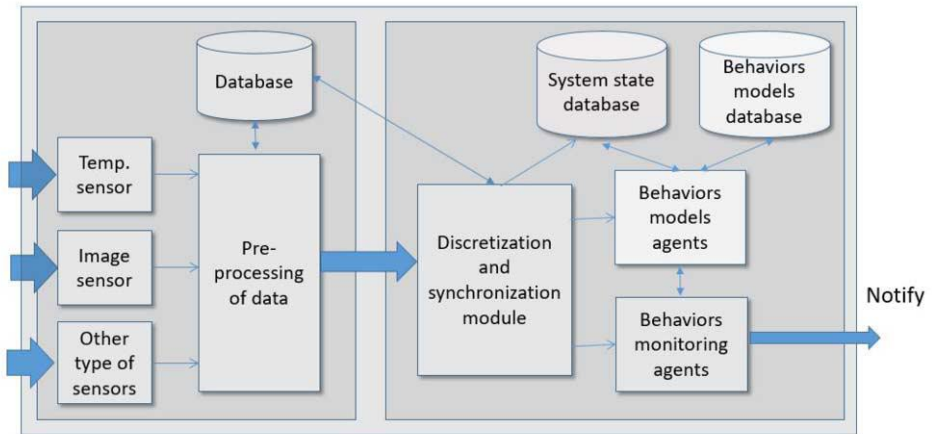 Database
Temp.
sensor
Image
sensor
Other
type of
sensors
Pre-
processing
of data
System state
database
Behaviors
models
database
Discretization
and
synchronization
module
Behaviors
models
agents
Behaviors
monitoring
agents
Notify